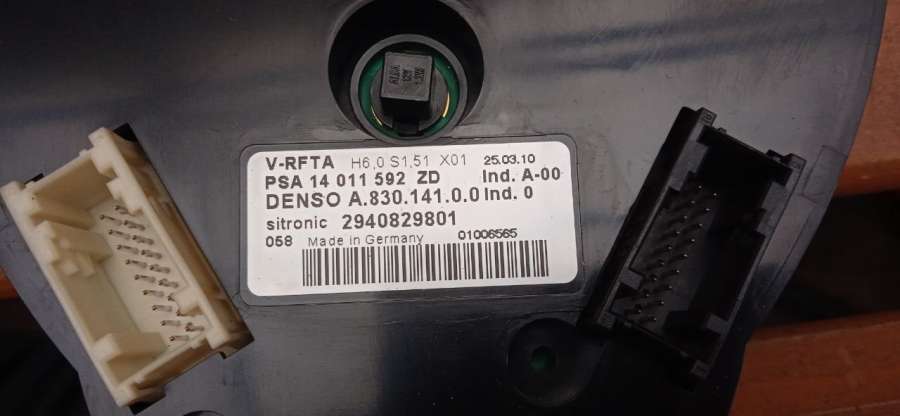 12V
V-RFTA H6,0 S1,51 X01 25.03.10
PSA 14 011 592 ZD Ind. A-00
DENSO A.830.141.0.0 Ind. 0
sitronic 2940829801
058 Made in Germany 01006565